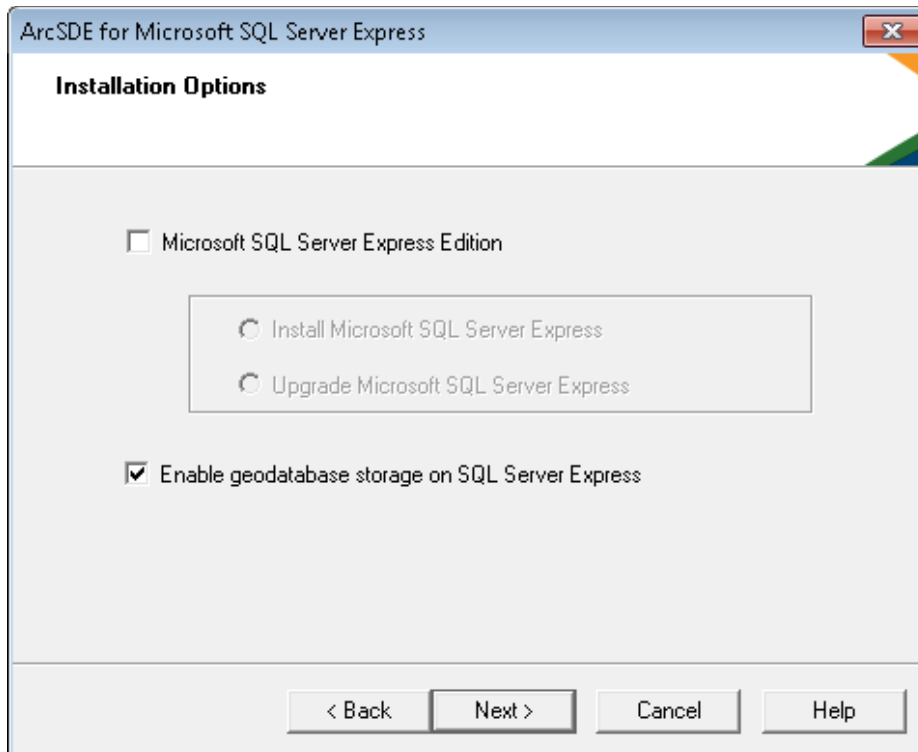 ArcSDE for Microsoft SQL Server Express
Installation Options
Microsoft SQL Server Express Edition
Install Microsoft SQL Server Express
Upgrade Microsoft SQL Server Express
Enable geodatabase storage on SQL Server Express
< Back Next > Cancel Help